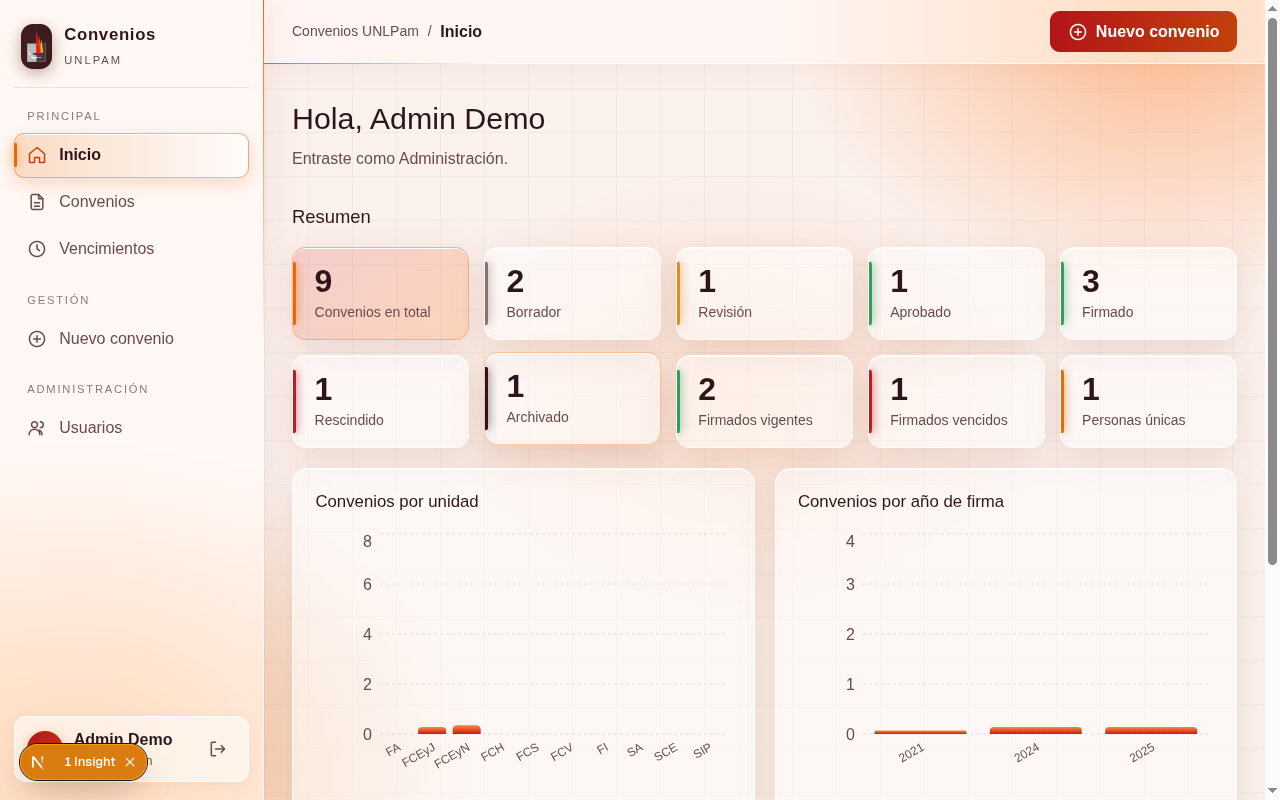 Convenios
UNLPAM
PRINCIPAL
Inicio
Convenios
Vencimientos
GESTIÓN
Nuevo convenio
ADMINISTRACIÓN
Usuarios
Admin Demo
1 Insight
Convenios UNLPam / Inicio
Nuevo convenio
Hola, Admin Demo
Entraste como Administración.
Resumen
9
Convenios en total
2
Borrador
1
Revisión
1
Aprobado
3
Firmado
1
Rescindido
1
Archivado
2
Firmados vigentes
1
Firmados vencidos
1
Personas únicas
Convenios por unidad
8
6
4
2
0
FA FCEyJ FCEyN FCH FCS FCV FI SA SCE SIP
Convenios por año de firma
4
3
2
1
0
2021 2024 2025